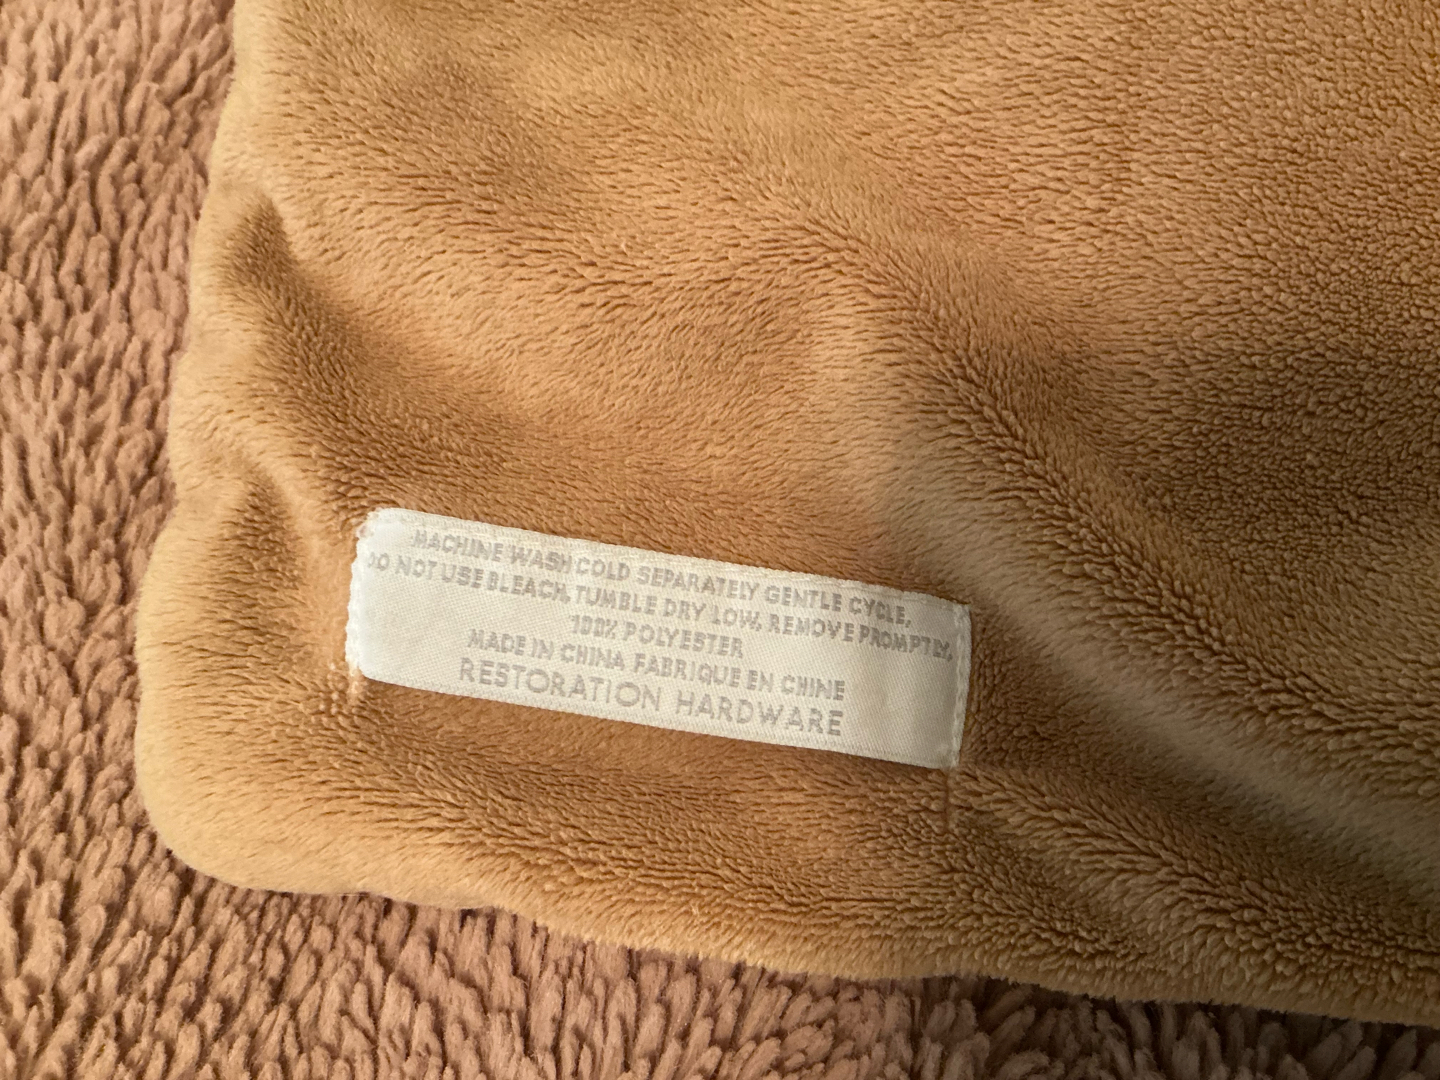 MACHINE WASH COLD SEPARATELY GENTLE CYCLE,
DO NOT USE BLEACH, TUMBLE DRY LOW, REMOVE PROMPTLY,
100% POLYESTER
MADE IN CHINA FABRIQUE EN CHINE
RESTORATION HARDWARE